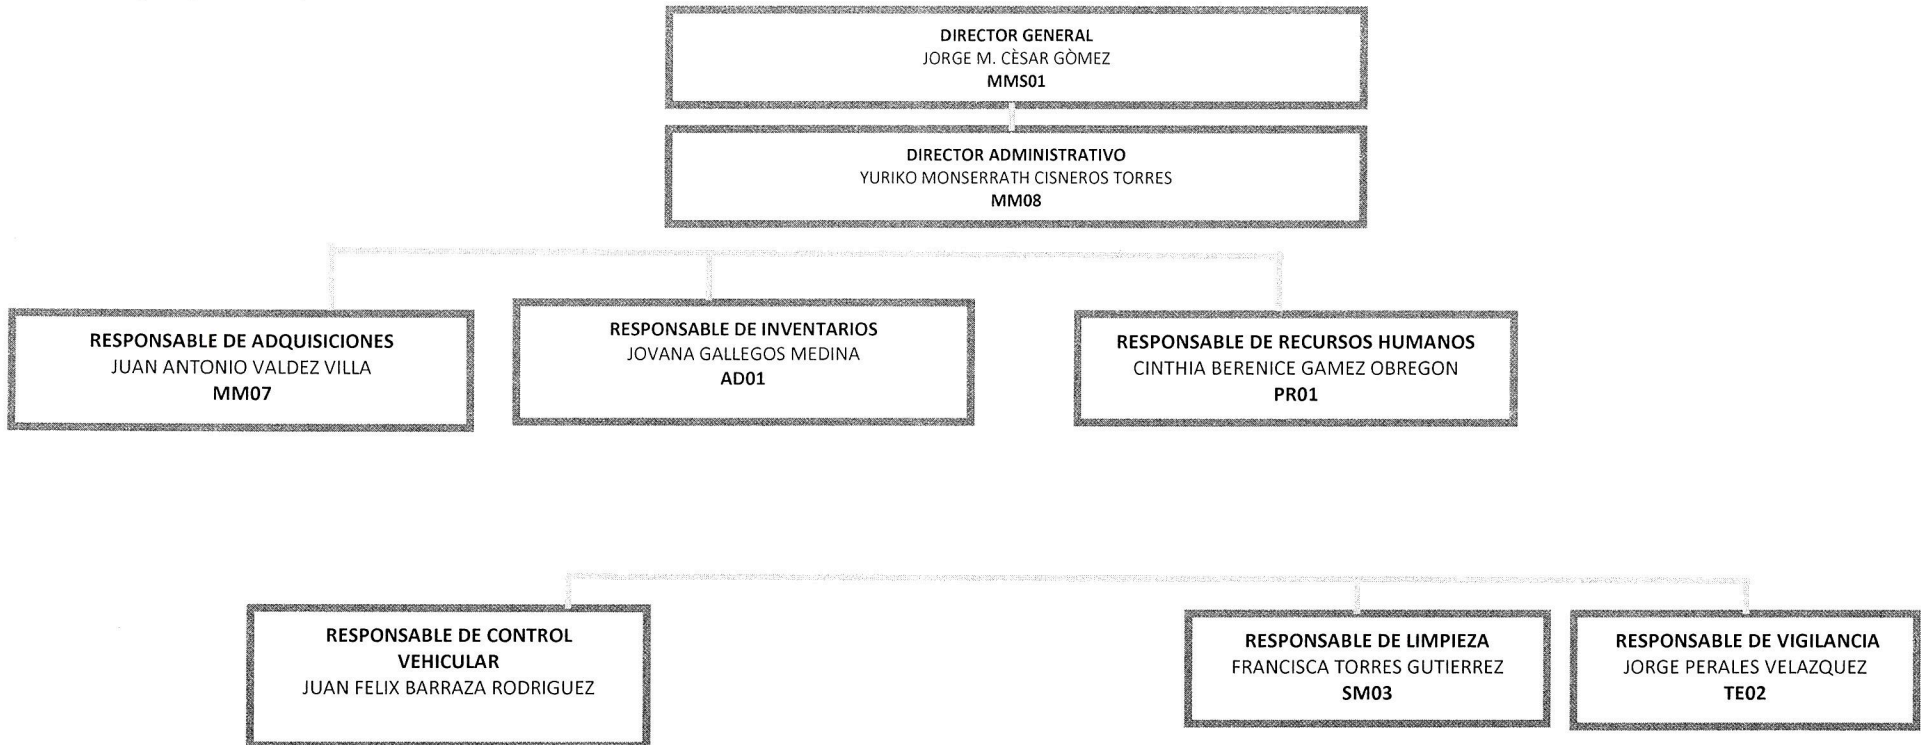 DIRECTOR GENERAL
JORGE M. CÈSAR GÒMEZ
MMS01
DIRECTOR ADMINISTRATIVO
YURIKO MONSERRATH CISNEROS TORRES
MM08
RESPONSABLE DE ADQUISICIONES
JUAN ANTONIO VALDEZ VILLA
MM07
RESPONSABLE DE INVENTARIOS
JOVANA GALLEGOS MEDINA
AD01
RESPONSABLE DE RECURSOS HUMANOS
CINTHIA BERENICE GAMEZ OBREGON
PR01
RESPONSABLE DE CONTROL
VEHICULAR
JUAN FELIX BARRAZA RODRIGUEZ
RESPONSABLE DE LIMPIEZA
FRANCISCA TORRES GUTIERREZ
SM03
RESPONSABLE DE VIGILANCIA
JORGE PERALES VELAZQUEZ
TE02